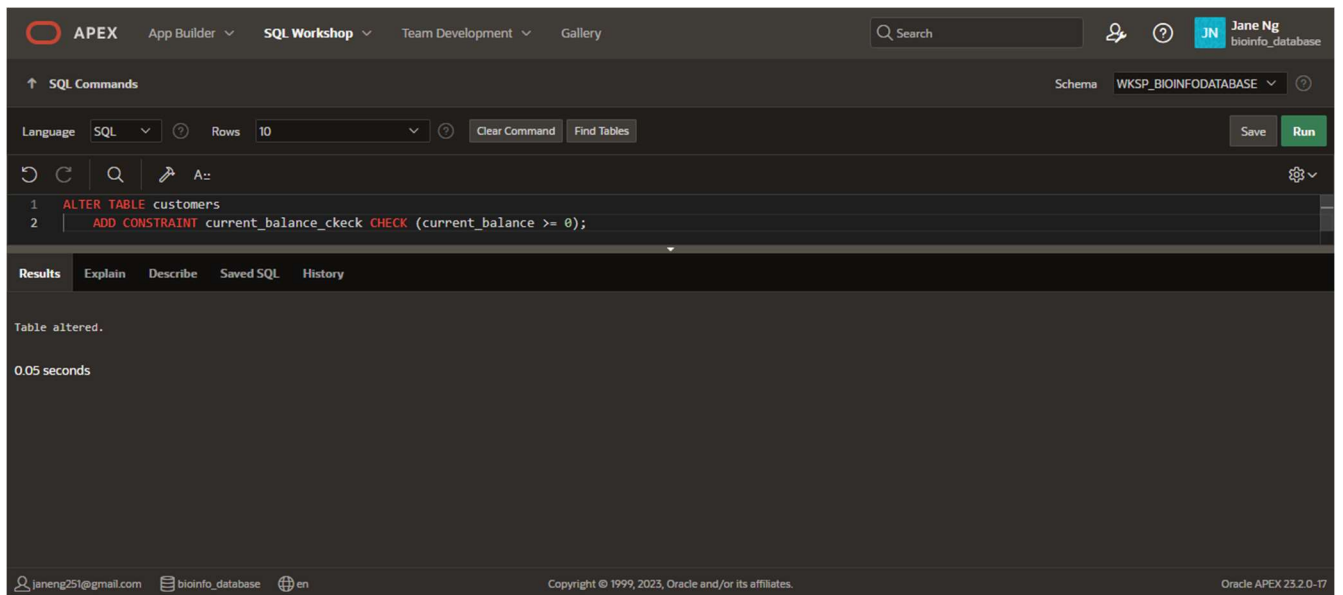 APEX App Builder SQL Workshop Team Development Gallery Search JN Jane Ng
bioinfo_database
SQL Commands Schema WKSP_BIOINFODATABASE
Language SQL Rows 10 Clear Command Find Tables Save Run
A::
1 ALTER TABLE customers
2 ADD CONSTRAINT current_balance_ckeck CHECK (current_balance >= 0);
Results Explain Describe Saved SQL History
Table altered.
0.05 seconds
janeng251@gmail.com bioinfo_database en Copyright © 1999, 2023, Oracle and/or its affiliates. Oracle APEX 23.2.0-17